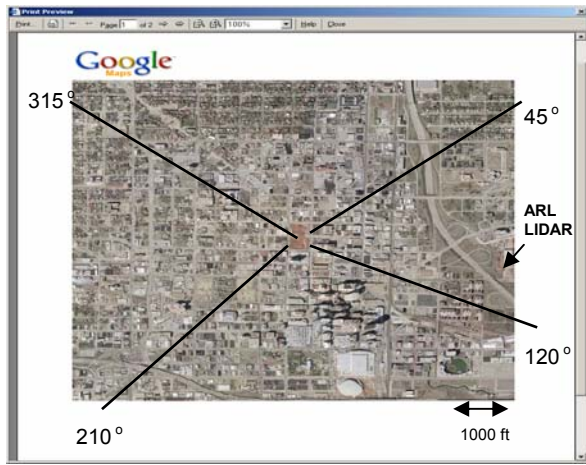 Print Preview
Print... Page 1 of 2 100% Help Close
Google
Maps
315°
45°
ARL
LIDAR
120°
210°
1000 ft